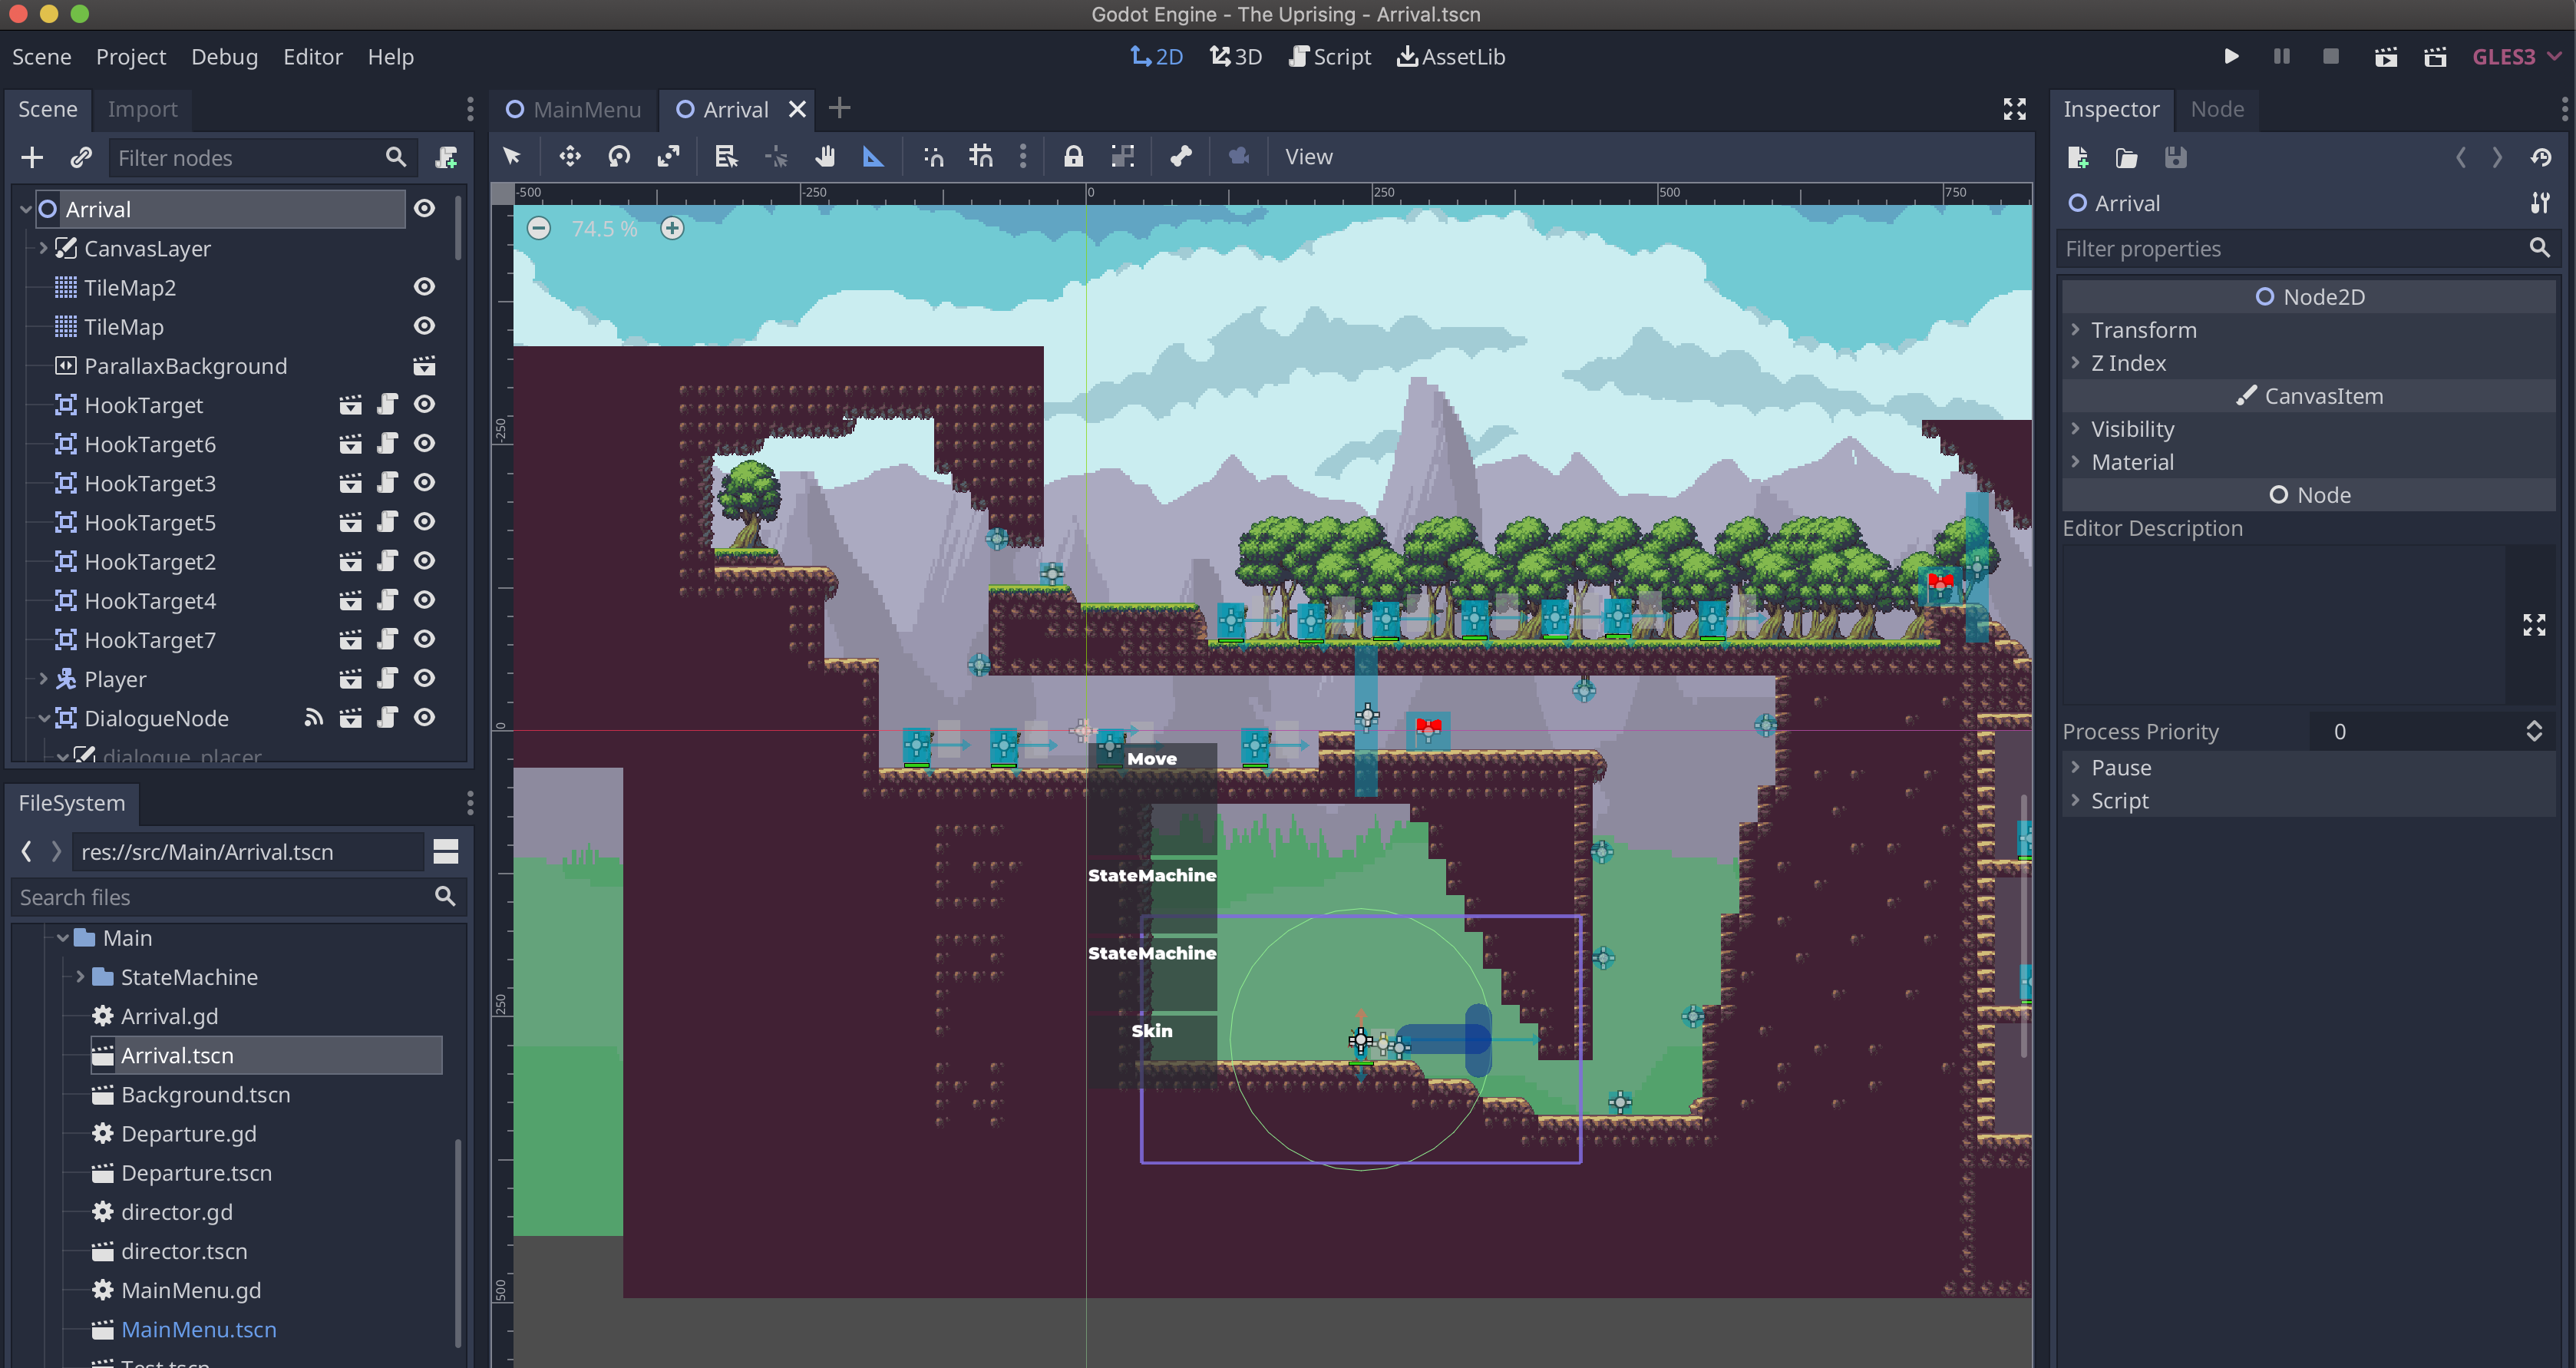 Godot Engine - The Uprising - Arrival.tscn
Scene Project Debug Editor Help
2D 3D Script AssetLib
GLES3
Scene Import
Filter nodes
Arrival
CanvasLayer
TileMap2
TileMap
ParallaxBackground
HookTarget
HookTarget6
HookTarget3
HookTarget5
HookTarget2
HookTarget4
HookTarget7
Player
DialogueNode
dialogue_placer
FileSystem
res://src/Main/Arrival.tscn
Search files
Main
StateMachine
Arrival.gd
Arrival.tscn
Background.tscn
Departure.gd
Departure.tscn
director.gd
director.tscn
MainMenu.gd
MainMenu.tscn
Test.tscn
MainMenu Arrival
View
-500 -250 0 250 500 750
74.5 %
-250
0
250
500
Move
StateMachine
StateMachine
Skin
Inspector Node
Arrival
Filter properties
Node2D
Transform
Z Index
CanvasItem
Visibility
Material
Node
Editor Description
Process Priority 0
Pause
Script